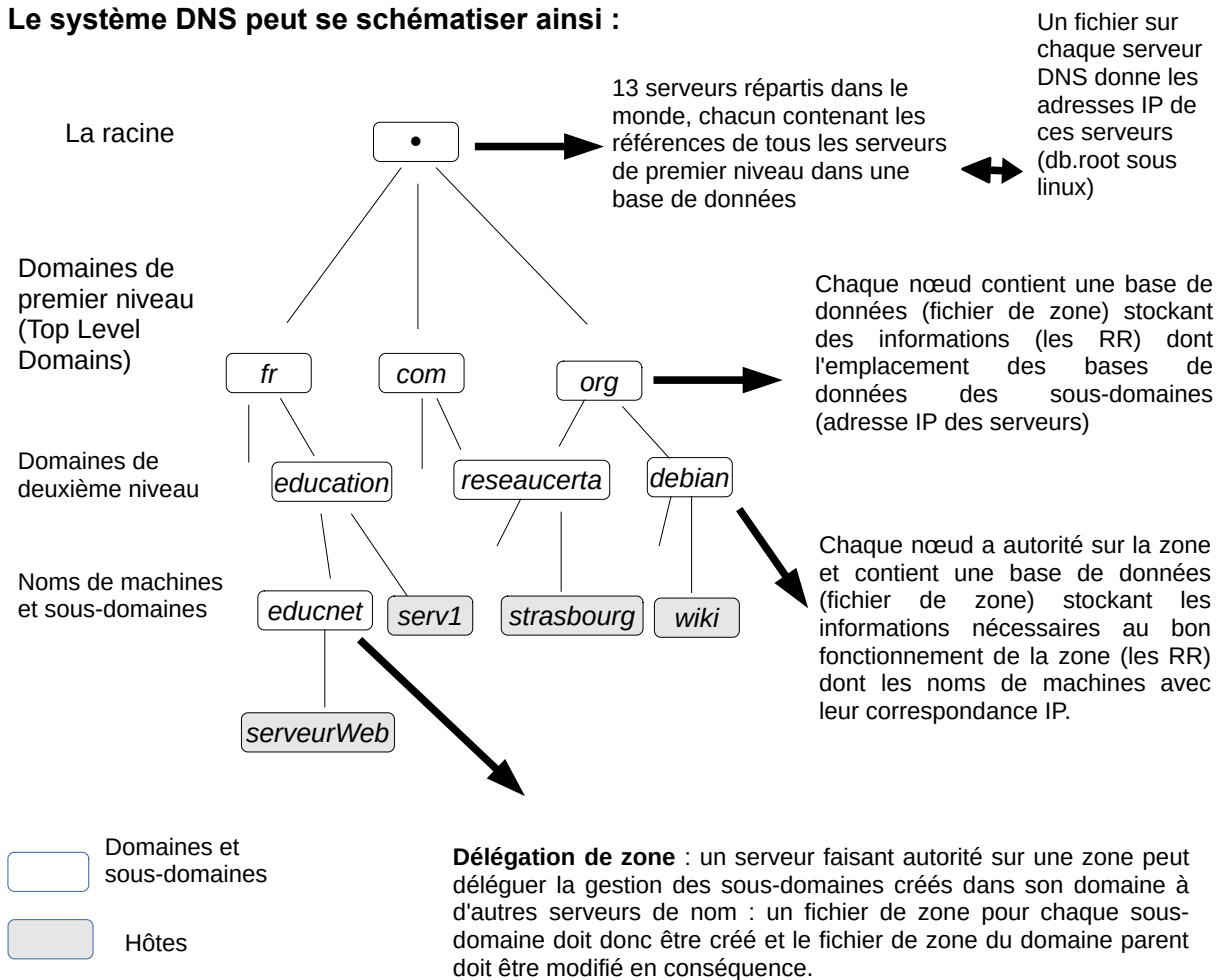 Le système DNS peut se schématiser ainsi :
Un fichier sur
chaque serveur
DNS donne les
adresses IP de
ces serveurs
(db.root sous
linux)
La racine
•
13 serveurs répartis dans le
monde, chacun contenant les
références de tous les serveurs
de premier niveau dans une
base de données
Domaines de
premier niveau
(Top Level
Domains)
fr
com
org
Chaque nœud contient une base de
données (fichier de zone) stockant
des informations (les RR) dont
l'emplacement des bases de
données des sous-domaines
(adresse IP des serveurs)
Domaines de
deuxième niveau
education
reseaucerta
debian
Chaque nœud a autorité sur la zone
et contient une base de données
(fichier de zone) stockant les
informations nécessaires au bon
fonctionnement de la zone (les RR)
dont les noms de machines avec
leur correspondance IP.
Noms de machines
et sous-domaines
educnet
serv1
strasbourg
wiki
serveurWeb
Domaines et
sous-domaines
Hôtes
Délégation de zone : un serveur faisant autorité sur une zone peut
déléguer la gestion des sous-domaines créés dans son domaine à
d'autres serveurs de nom : un fichier de zone pour chaque sous-
domaine doit donc être créé et le fichier de zone du domaine parent
doit être modifié en conséquence.